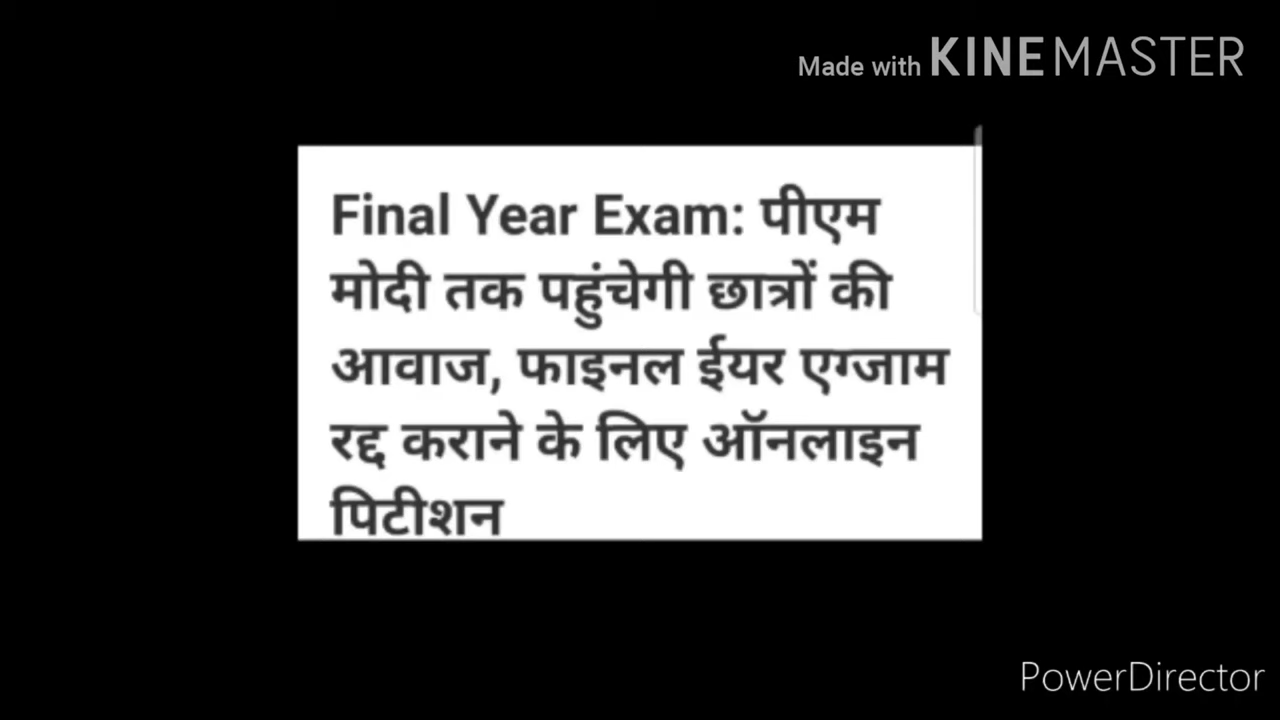 Made with KINEMASTER
Final Year Exam: पीएम
मोदी तक पहुंचेगी छात्रों की
आवाज, फाइनल ईयर एग्जाम
रद्द कराने के लिए ऑनलाइन
पिटीशन
PowerDirector